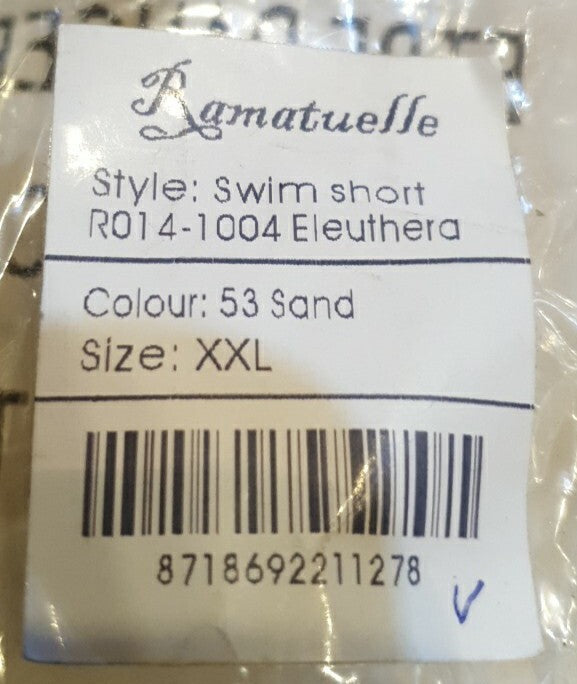 Ramatuelle
Style: Swim short
R014-1004 Eleuthera
Colour: 53 Sand
Size: XXL
8718692211278